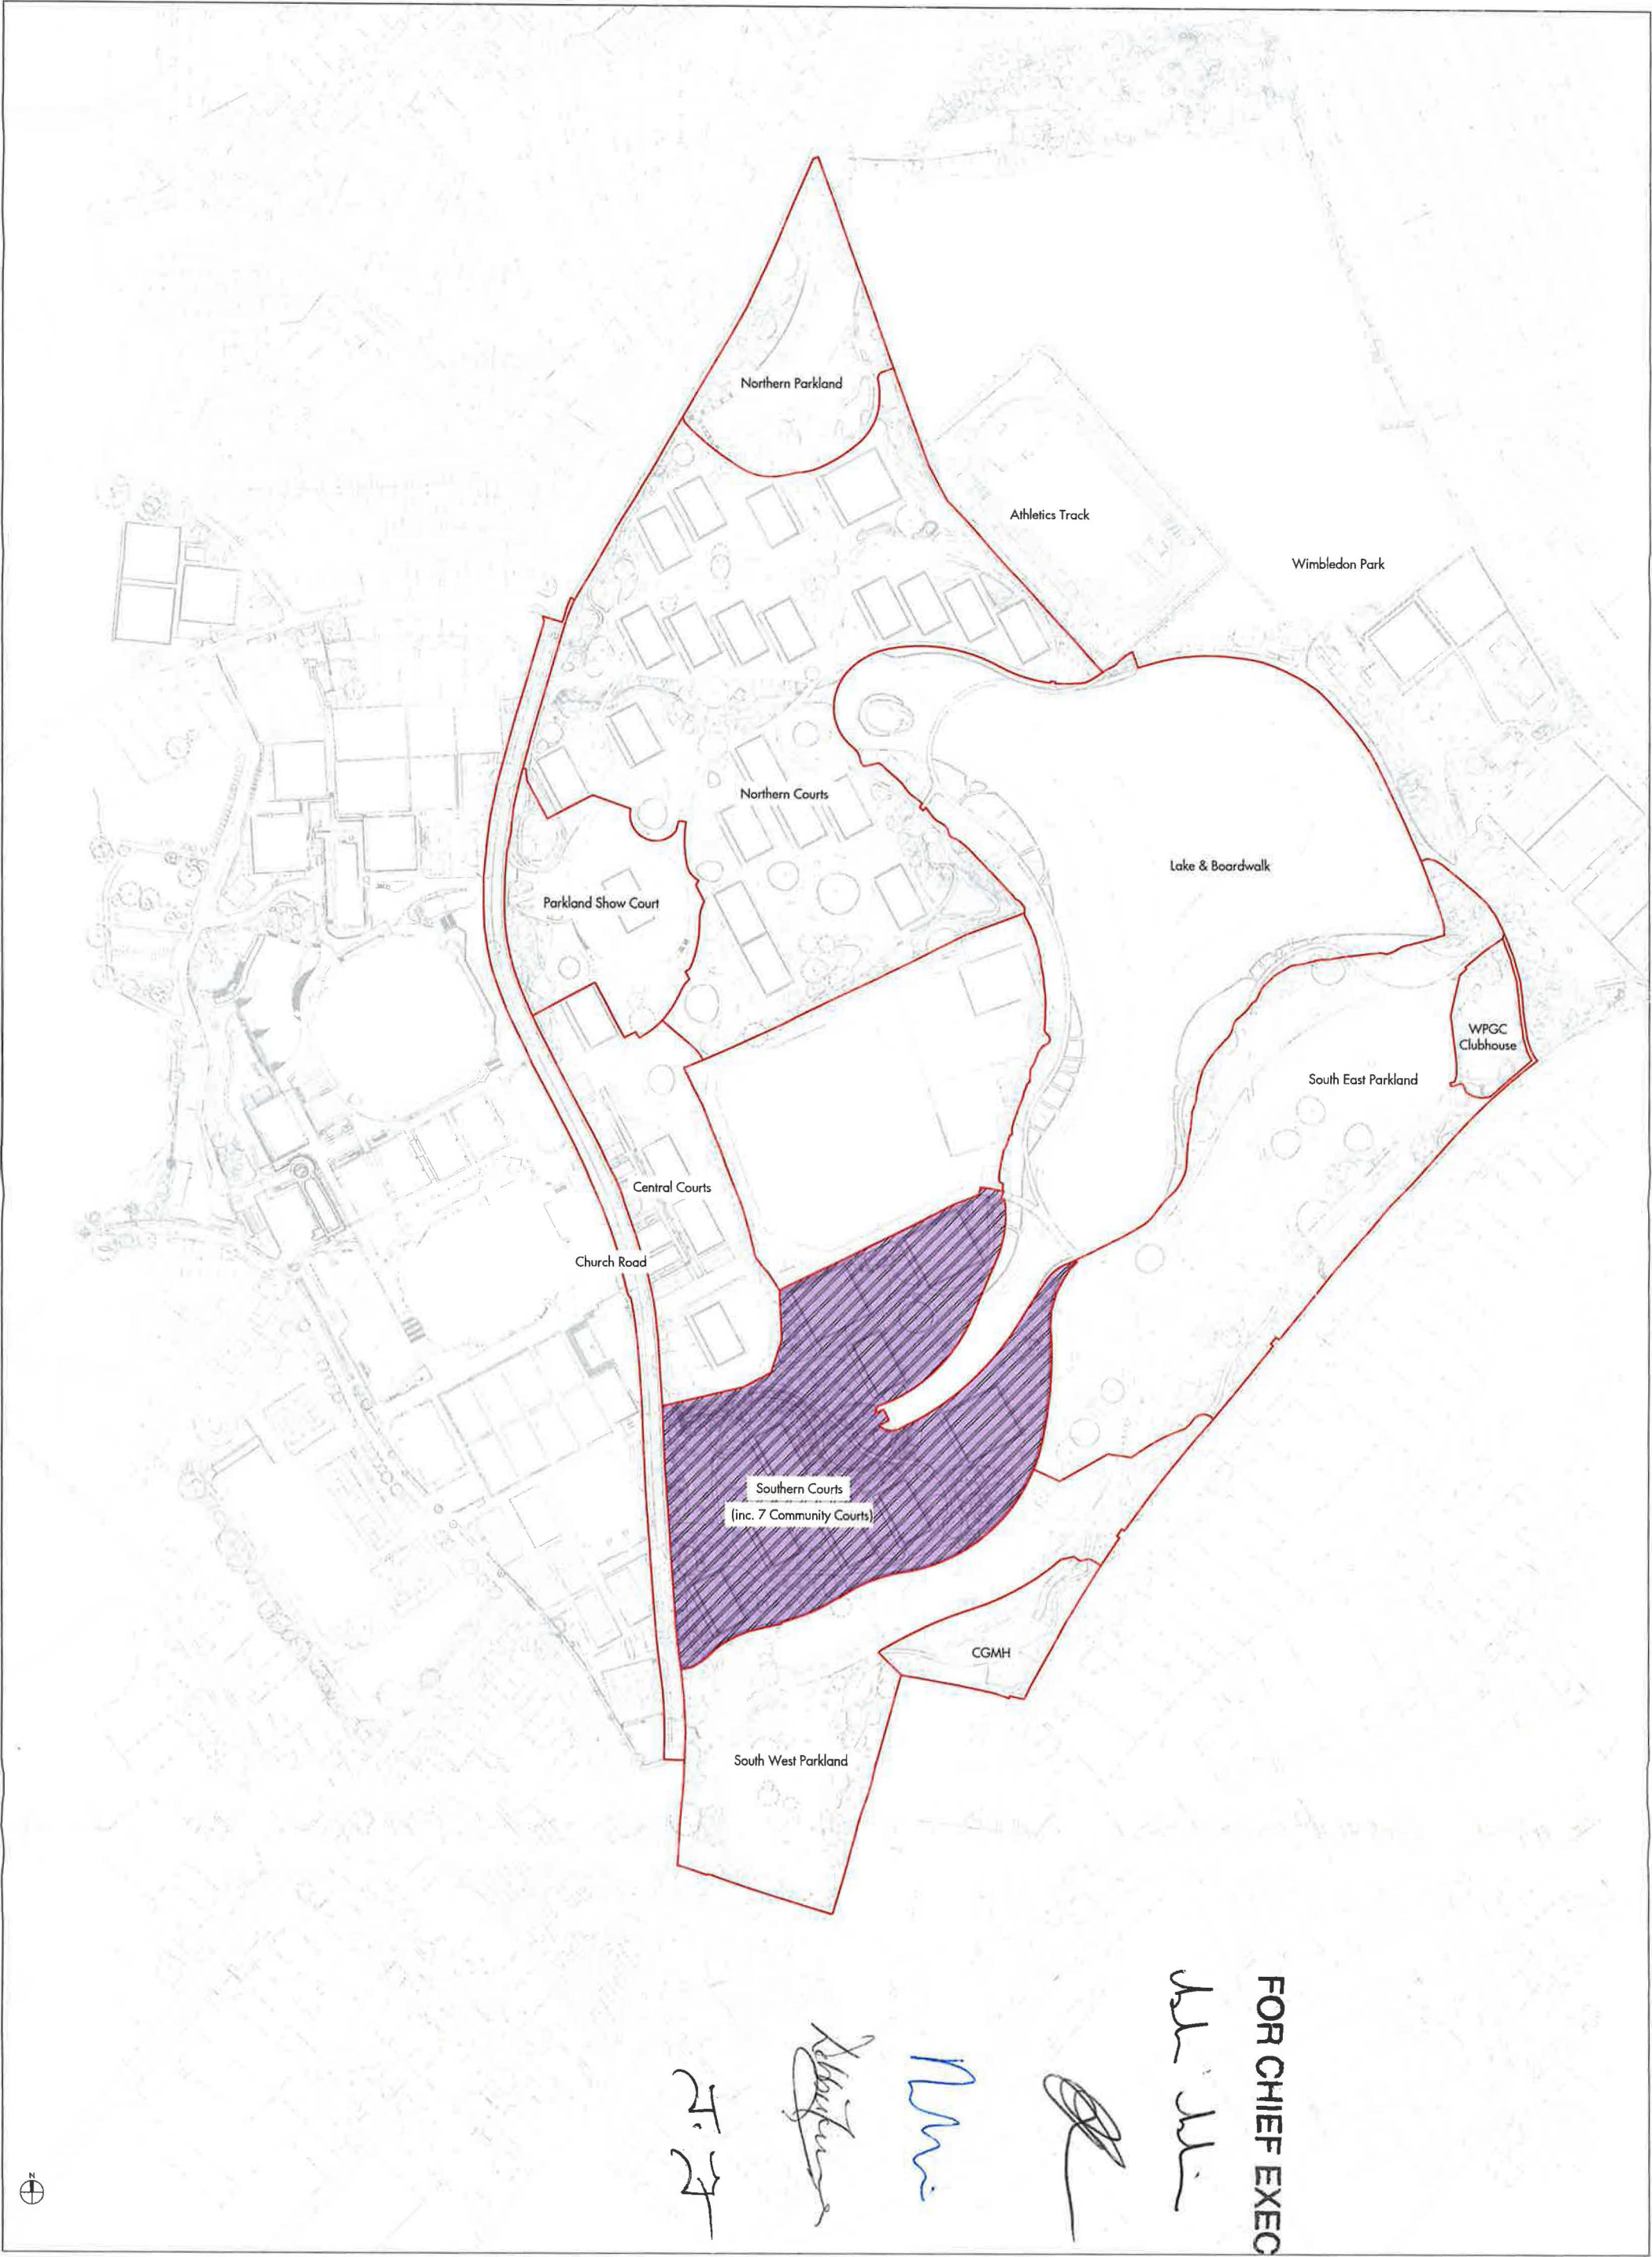 Northern Parkland
Athletics Track
Wimbledon Park
Northern Courts
Lake & Boardwalk
Parkland Show Court
WPGC
Clubhouse
South East Parkland
Central Courts
Church Road
Southern Courts
(inc. 7 Community Courts)
CGMH
South West Parkland
FOR CHIEF EXEC
N